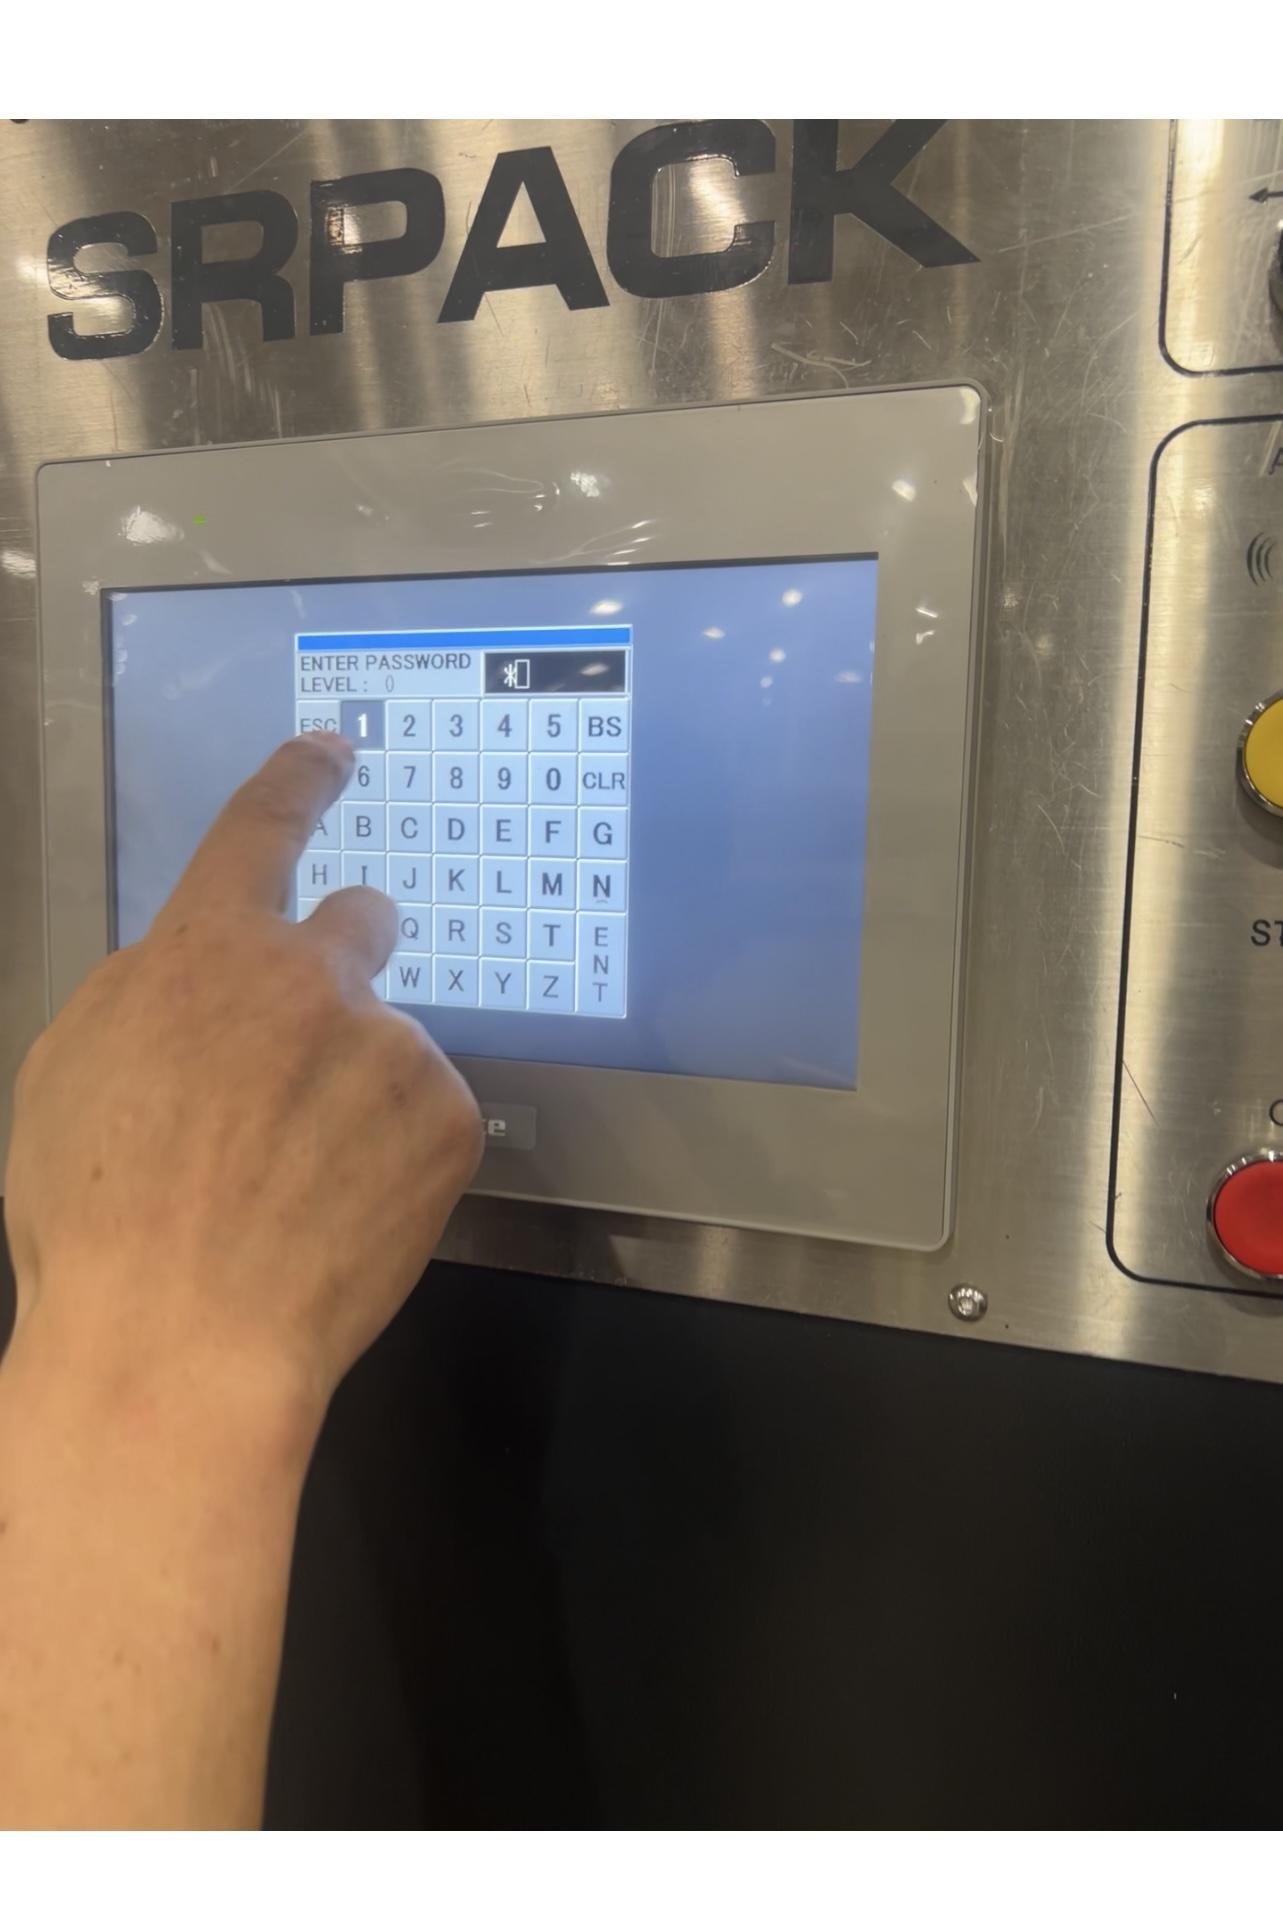 SRPACK
ENTER PASSWORD
LEVEL : 0
*
ESC 1 2 3 4 5 BS
6 7 8 9 0 CLR
A B C D E F G
H I J K L M N
Q R S T ENT
W X Y Z